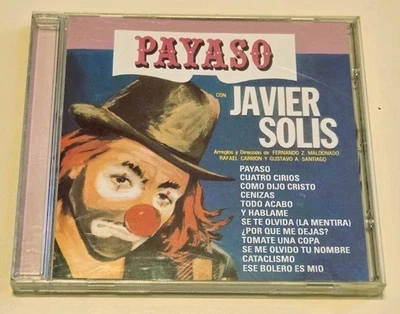 PAYASO
CON
JAVIER
SOLIS
Arreglos y Dirección de FERNANDO Z. MALDONADO
RAFAEL CARRION Y GUSTAVO A. SANTIAGO
PAYASO
CUATRO CIRIOS
COMO DIJO CRISTO
CENIZAS
TODO ACABO
Y HABLAME
SE TE OLVIDA (LA MENTIRA)
¿POR QUE ME DEJAS?
TOMATE UNA COPA
SE ME OLVIDO TU NOMBRE
CATACLISMO
ESE BOLERO ES MIO